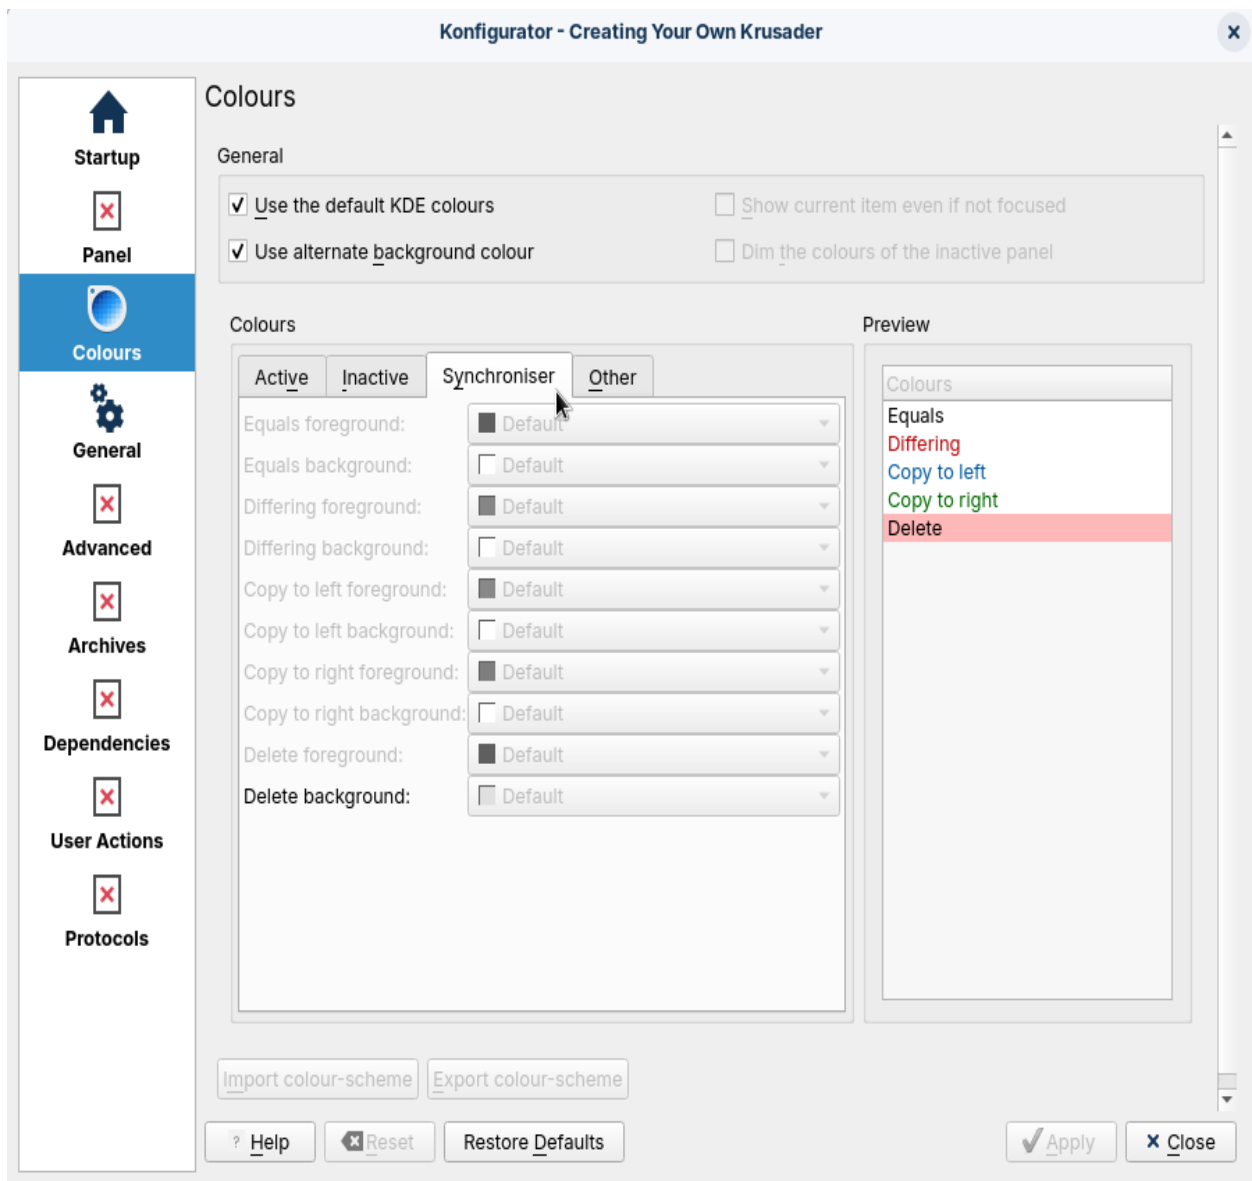 Konfigurator - Creating Your Own Krusader
Startup
Panel
Colours
General
Advanced
Archives
Dependencies
User Actions
Protocols
Colours
General
Use the default KDE colours
Show current item even if not focused
Use alternate background colour
Dim the colours of the inactive panel
Colours
Active
Inactive
Synchroniser
Other
Equals foreground: Default
Equals background: Default
Differing foreground: Default
Differing background: Default
Copy to left foreground: Default
Copy to left background: Default
Copy to right foreground: Default
Copy to right background: Default
Delete foreground: Default
Delete background: Default
Preview
Colours
Equals
Differing
Copy to left
Copy to right
Delete
Import colour-scheme
Export colour-scheme
? Help
Reset
Restore Defaults
Apply
Close